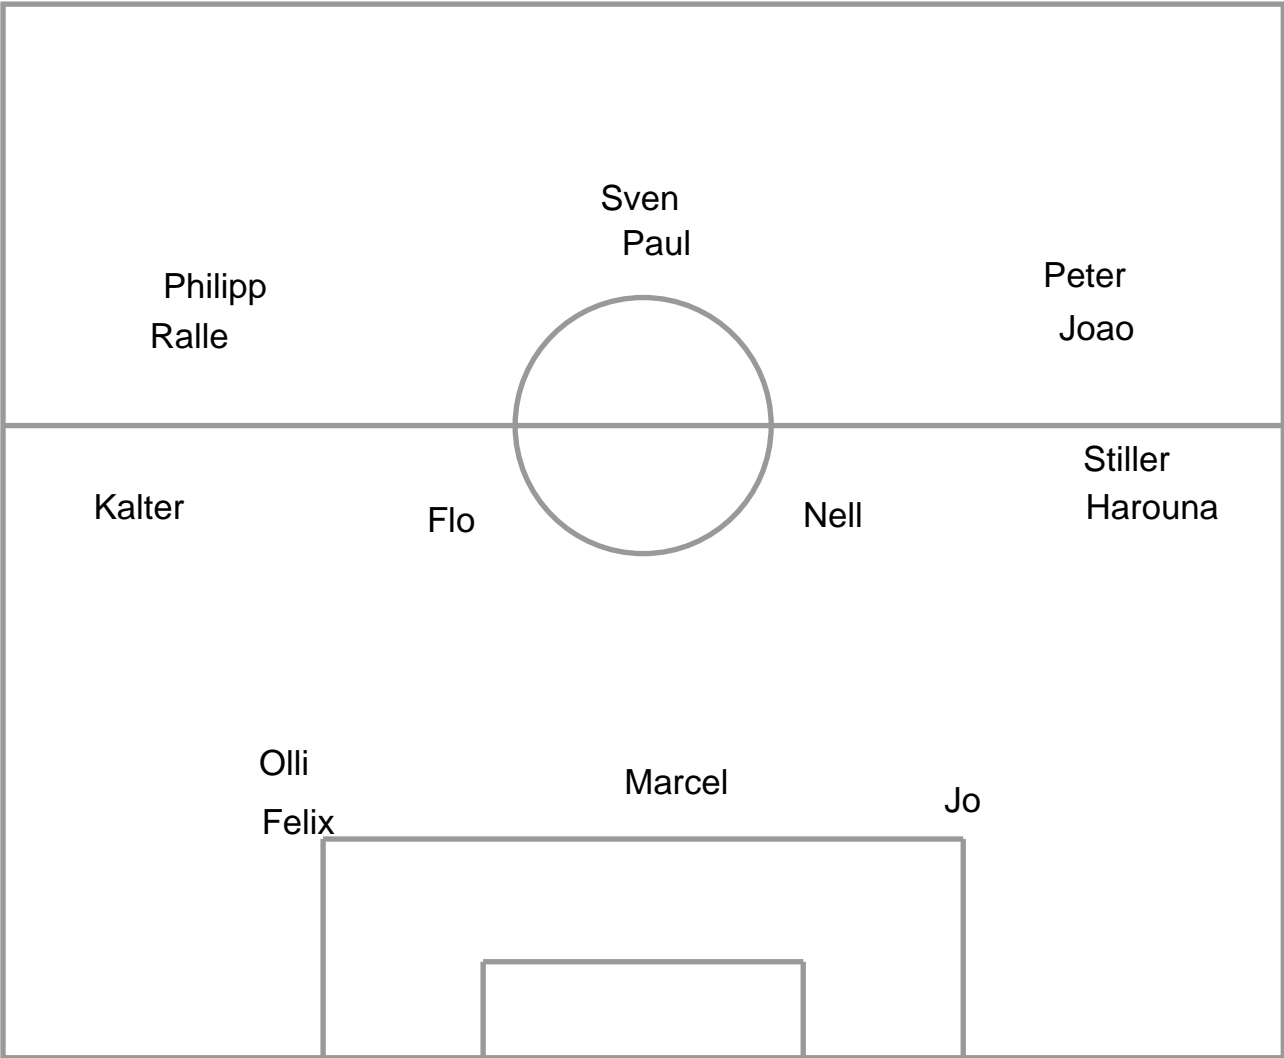 Sven
Paul
Philipp
Ralle
Peter
Joao
Kalter
Flo
Nell
Stiller
Harouna
Olli
Felix
Marcel
Jo